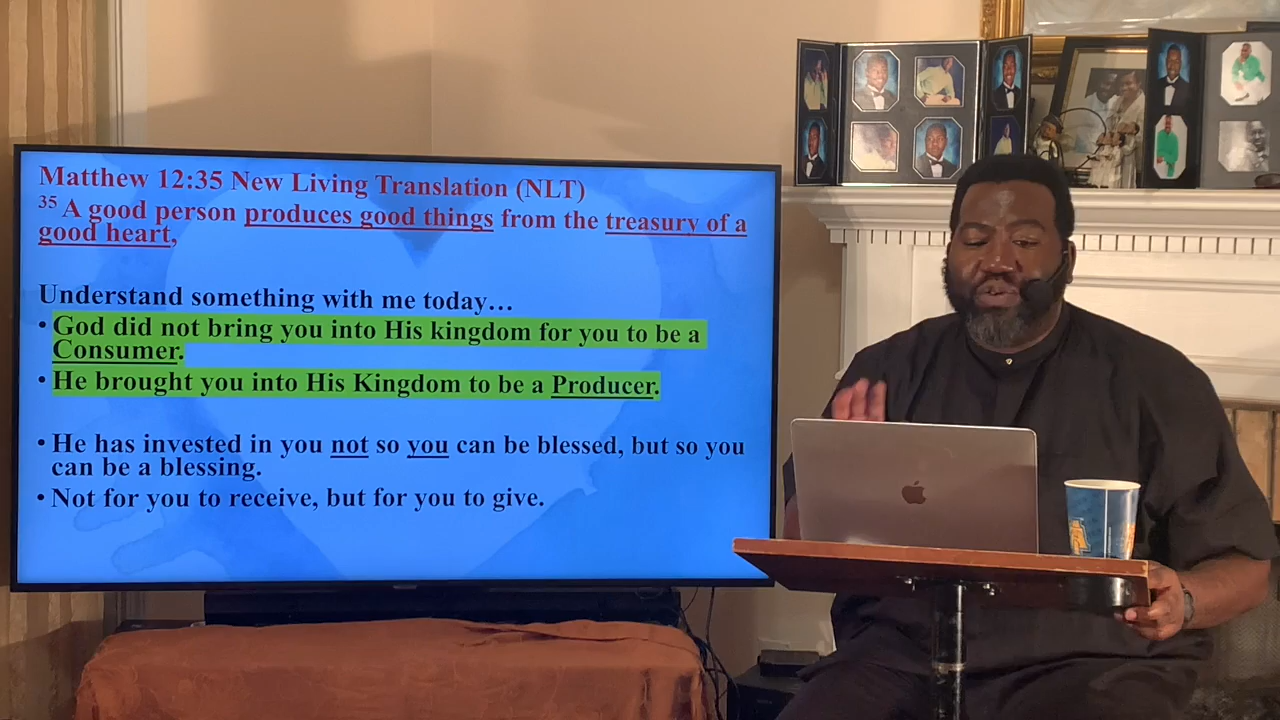 Matthew 12:35 New Living Translation (NLT)
35 A good person produces good things from the treasury of a
good heart,
Understand something with me today…
• God did not bring you into His kingdom for you to be a
Consumer.
• He brought you into His Kingdom to be a Producer.
• He has invested in you not so you can be blessed, but so you
can be a blessing.
• Not for you to receive, but for you to give.